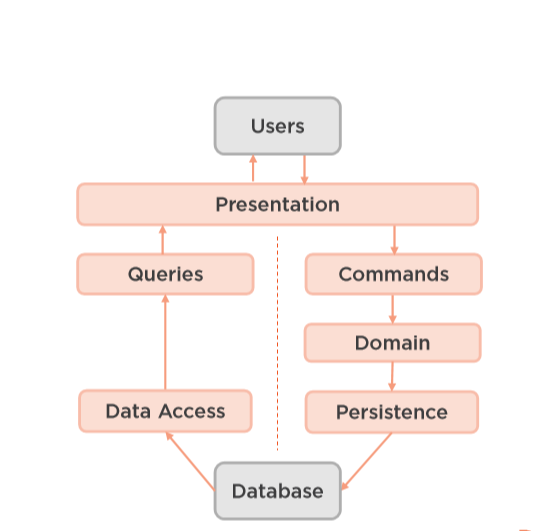 Users
Presentation
Queries
Commands
Domain
Data Access
Persistence
Database